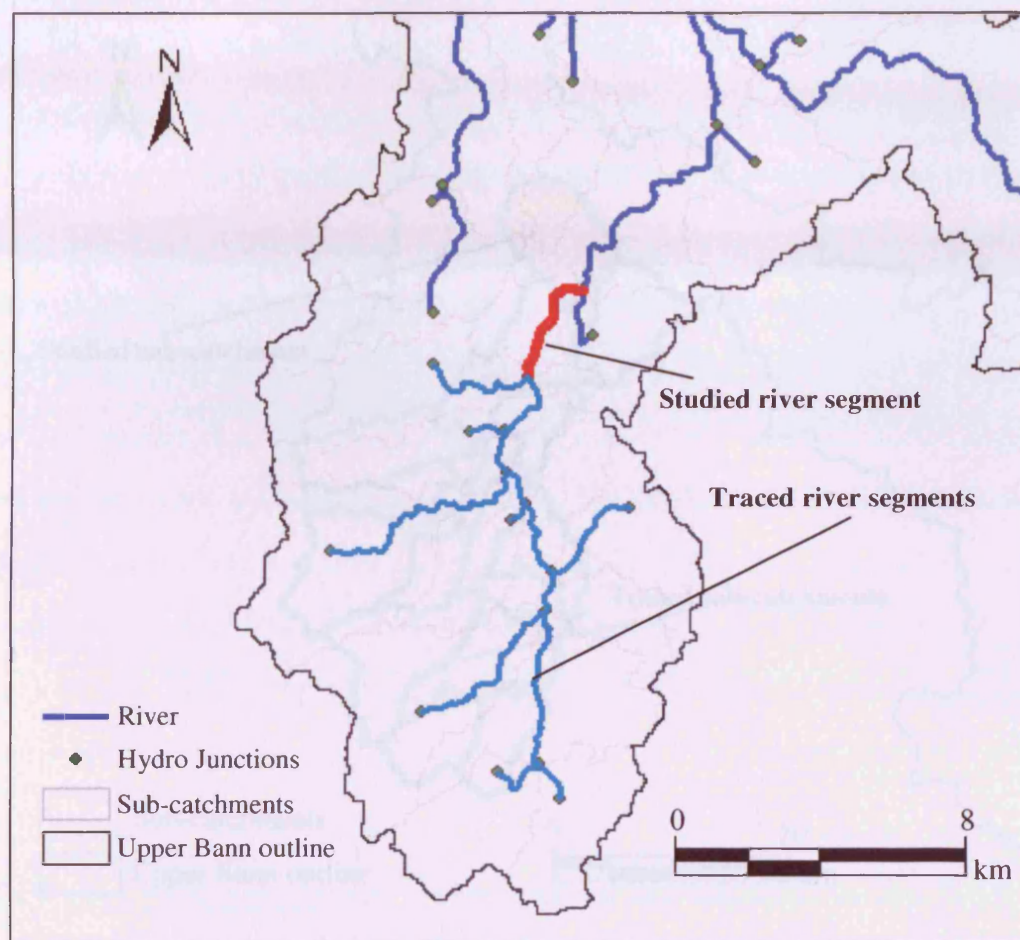 N
Studied river segment
Traced river segments
River
Hydro Junctions
Sub-catchments
Upper Bann outline
0 8
km